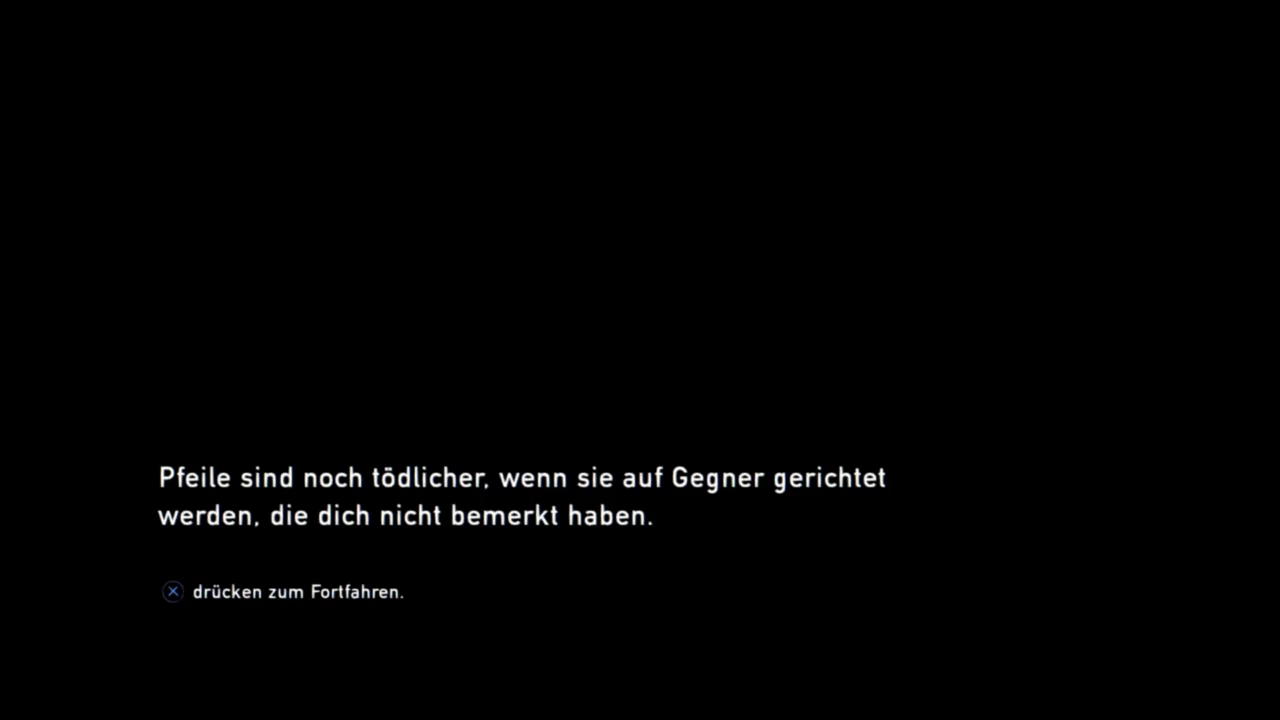 Pfeile sind noch tödlicher, wenn sie auf Gegner gerichtet
werden, die dich nicht bemerkt haben.
drücken zum Fortfahren.